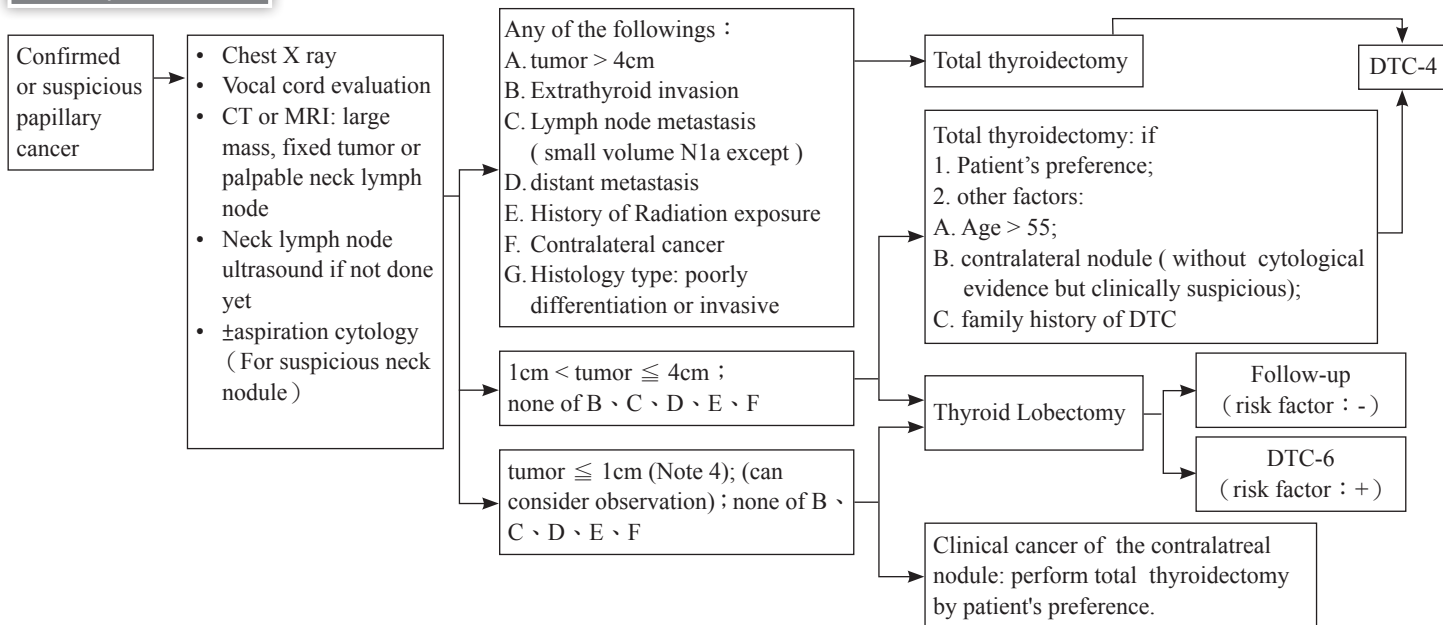 Confirmed
or suspicious
papillary
cancer
• Chest X ray
• Vocal cord evaluation
• CT or MRI: large
mass, fixed tumor or
palpable neck lymph
node
• Neck lymph node
ultrasound if not done
yet
• ±aspiration cytology
（For suspicious neck
nodule）
Any of the followings：
A. tumor > 4cm
B. Extrathyroid invasion
C. Lymph node metastasis
( small volume N1a except )
D. distant metastasis
E. History of Radiation exposure
F. Contralateral cancer
G. Histology type: poorly
differentiation or invasive
1cm < tumor ≦ 4cm；
none of B、C、D、E、F
tumor ≦ 1cm (Note 4); (can
consider observation)；none of B、
C、D、E、F
Total thyroidectomy
DTC-4
Total thyroidectomy: if
1. Patient’s preference;
2. other factors:
A. Age > 55;
B. contralateral nodule ( without cytological
evidence but clinically suspicious);
C. family history of DTC
Thyroid Lobectomy
Follow-up
（risk factor：-）
DTC-6
（risk factor：+）
Clinical cancer of the contralatreal
nodule: perform total thyroidectomy
by patient's preference.